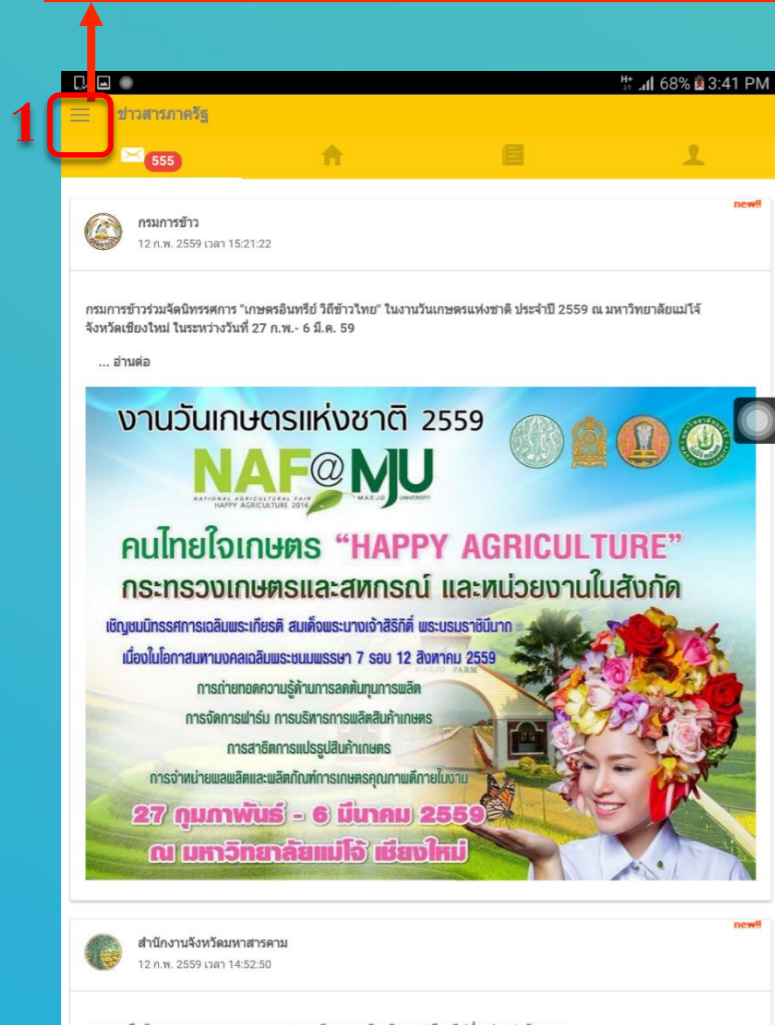 68% 3:41 PM
1
ข่าวสารภาครัฐ
555
new!!
กรมการข้าว
12 ก.พ. 2559 เวลา 15:21:22
กรมการข้าวร่วมจัดนิทรรศการ "เกษตรอินทรีย์ วิถีข้าวไทย" ในงานวันเกษตรแห่งชาติ ประจำปี 2559 ณ มหาวิทยาลัยแม่โจ้
จังหวัดเชียงใหม่ ในระหว่างวันที่ 27 ก.พ.- 6 มี.ค. 59
... อ่านต่อ
งานวันเกษตรแห่งชาติ 2559
NAF@MJU
NATIONAL AGRICULTURAL FAIR MAEJO UNIVERSITY
HAPPY AGRICULTURE 2016
คนไทยใจเกษตร "HAPPY AGRICULTURE"
กระทรวงเกษตรและสหกรณ์ และหน่วยงานในสังกัด
เชิญชมนิทรรศการเฉลิมพระเกียรติ สมเด็จพระนางเจ้าสิริกิติ์ พระบรมราชินีนาถ
เนื่องในโอกาสมหามงคลเฉลิมพระชนมพรรษา 7 รอบ 12 สิงหาคม 2559
MAEJO FARM
การถ่ายทอดความรู้ด้านการลดต้นทุนการผลิต
การจัดการฟาร์ม การบริหารการผลิตสินค้าเกษตร
การสาธิตการแปรรูปสินค้าเกษตร
การจำหน่ายผลผลิตและผลิตภัณฑ์การเกษตรคุณภาพดีภายในงาน
27 กุมภาพันธ์ - 6 มีนาคม 2559
ณ มหาวิทยาลัยแม่โจ้ เชียงใหม่
new!!
สำนักงานจังหวัดมหาสารคาม
12 ก.พ. 2559 เวลา 14:52:50